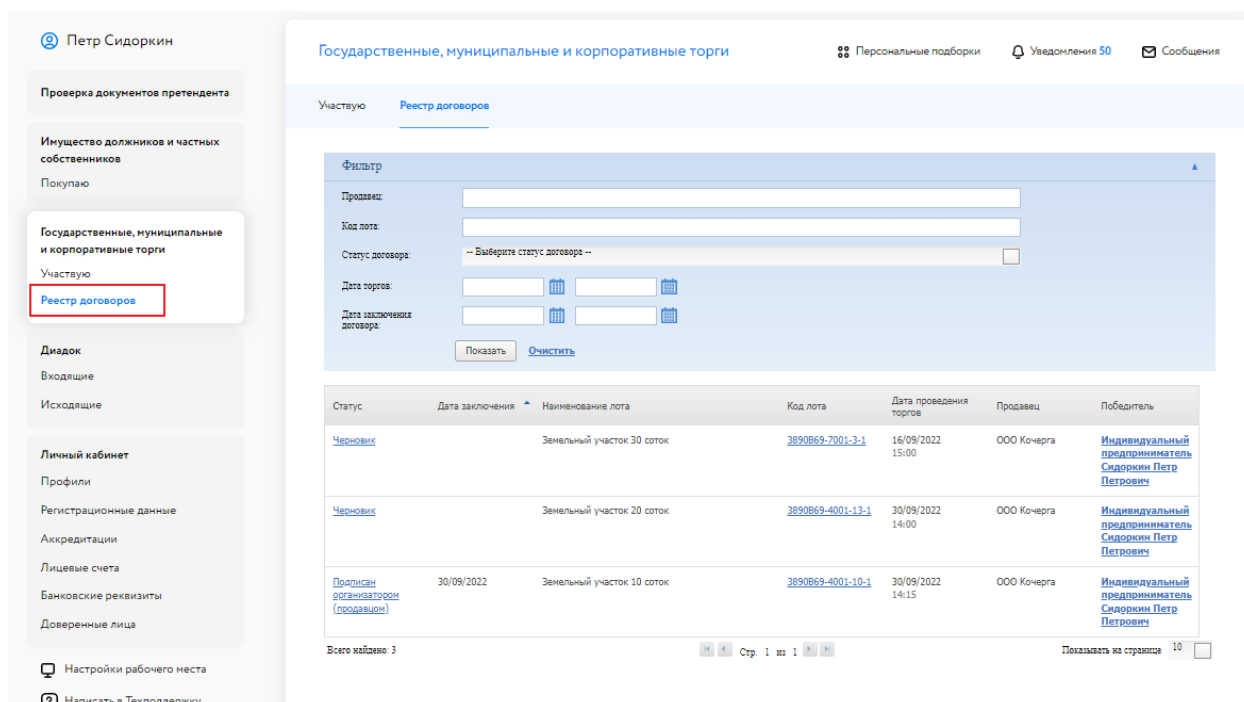 Петр Сидоркин
Проверка документов претендента
Имущество должников и частных
собственников
Покупаю
Государственные, муниципальные
и корпоративные торги
Участвую
Реестр договоров
Диадок
Входящие
Исходящие
Личный кабинет
Профили
Регистрационные данные
Аккредитации
Лицевые счета
Банковские реквизиты
Доверенные лица
Настройки рабочего места
Написать в Техподдержку
Государственные, муниципальные и корпоративные торги
Персональные подборки
Уведомления 50
Сообщения
Участвую Реестр договоров
Фильтр
Продавец:
Код лота:
Статус договора: -- Выберите статус договора --
Дата торгов:
Дата заключения
договора:
Показать Очистить
Статус Дата заключения Наименование лота Код лота Дата проведения
торгов Продавец Победитель
Черновик Земельный участок 30 соток 3890В69-7001-3-1 16/09/2022 ООО Кочерга Индивидуальный
15:00 предприниматель
Сидоркин Петр
Петрович
Черновик Земельный участок 20 соток 3890В69-4001-13-1 30/09/2022 ООО Кочерга Индивидуальный
14:00 предприниматель
Сидоркин Петр
Петрович
Подписан 30/09/2022 Земельный участок 10 соток 3890В69-4001-10-1 30/09/2022 ООО Кочерга Индивидуальный
организатором 14:15 предприниматель
(продавцом) Сидоркин Петр
Петрович
Всего найдено: 3 Стр. 1 из 1 Показывать на странице 10